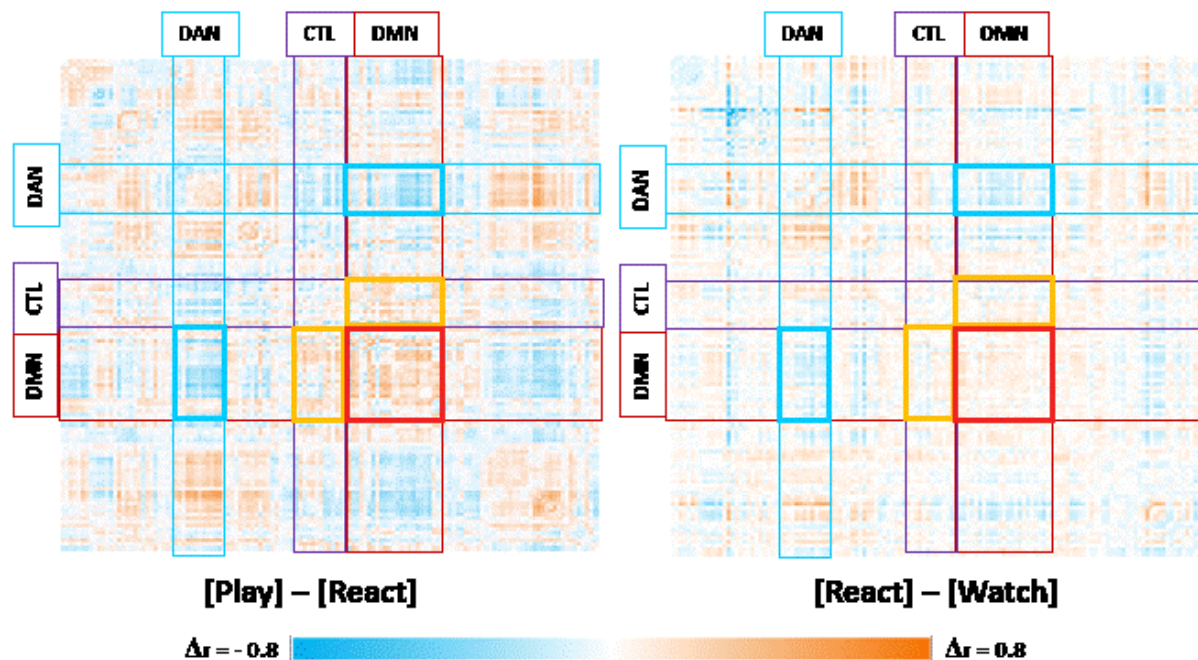 DAN CTL DMN DAN CTL DMN
DAN DAN
CTL CTL
DMN DMN
[Play] – [React] [React] – [Watch]
Δr = - 0.8 Δr = 0.8